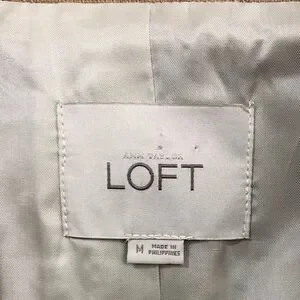 ANN TAYLOR
LOFT
M
MADE IN
PHILIPPINES